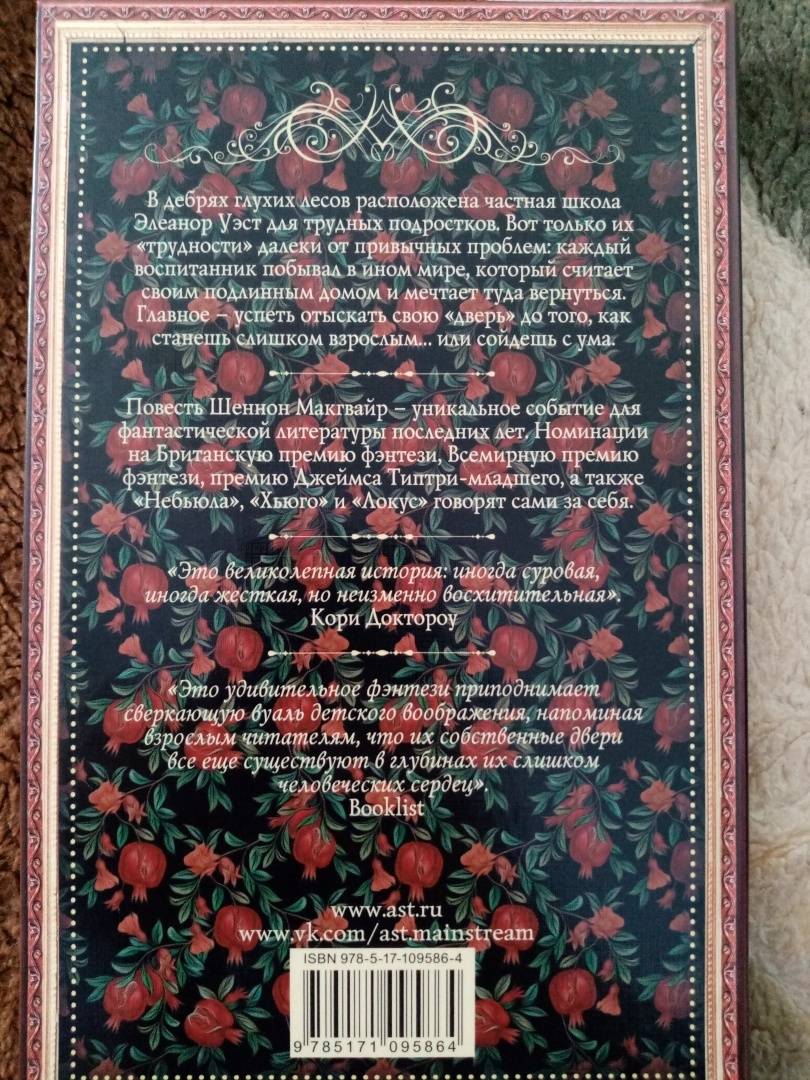 В дебрях глухих лесов расположена частная школа
Элеанор Уэст для трудных подростков. Вот только их
«трудности» далеки от привычных проблем: каждый
воспитанник побывал в ином мире, который считает
своим подлинным домом и мечтает туда вернуться.
Главное – успеть отыскать свою «дверь» до того, как
станешь слишком взрослым... или сойдешь с ума.
Повесть Шеннон Макгвайр – уникальное событие для
фантастической литературы последних лет. Номинации
на Британскую премию фэнтези, Всемирную премию
фэнтези, премию Джеймса Типтри-младшего, а также
«Небьюла», «Хьюго» и «Локус» говорят сами за себя.
«Это великолепная история: иногда суровая,
иногда жесткая, но неизменно восхитительная».
Кори Доктороу
«Это удивительное фэнтези приподнимает
сверкающую вуаль детского воображения, напоминая
взрослым читателям, что их собственные двери
все еще существуют в глубинах их слишком
человеческих сердец».
Booklist
www.ast.ru
www.vk.com/ast.mainstream
ISBN 978-5-17-109586-4
9 785171 095864